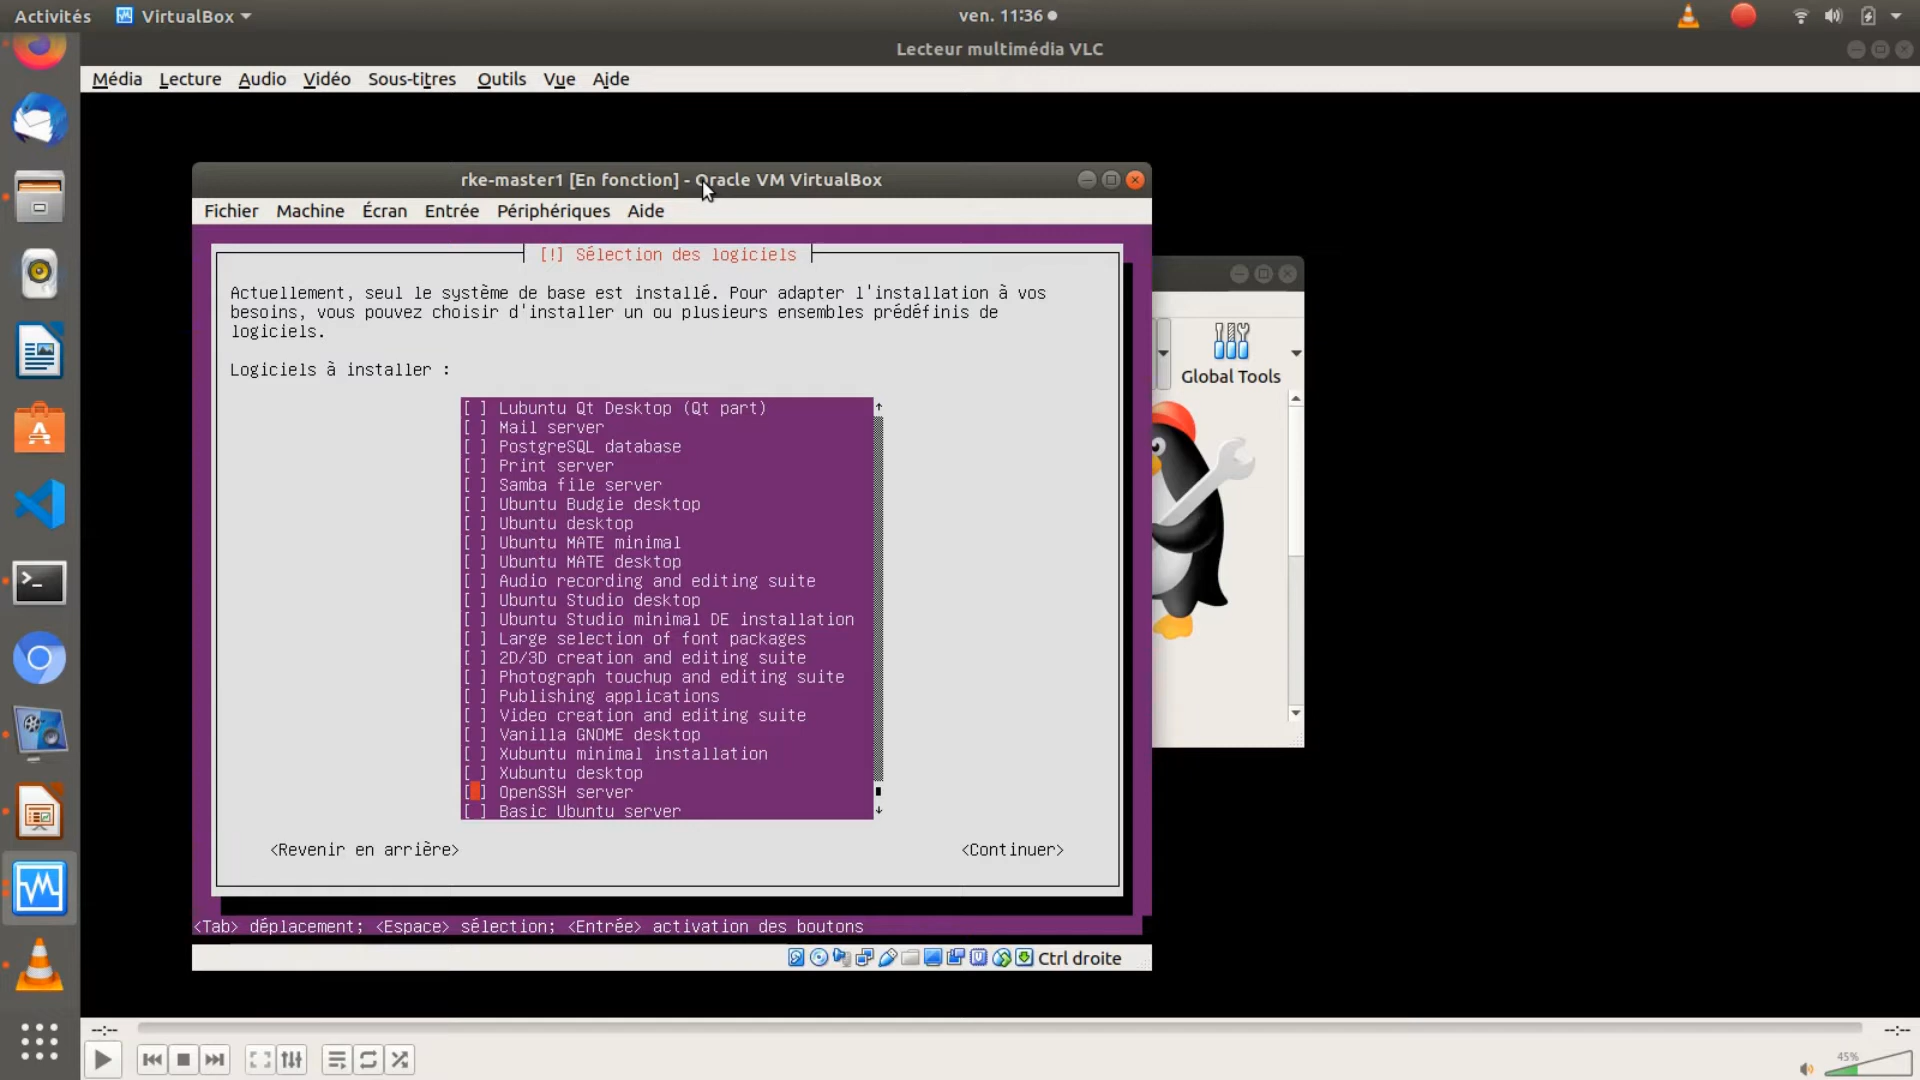 Activités
VirtualBox
ven. 11:36
Lecteur multimédia VLC
Média Lecture Audio Vidéo Sous-titres Outils Vue Aide
rke-master1 [En fonction] - Oracle VM VirtualBox
Fichier Machine Écran Entrée Périphériques Aide
[!] Sélection des logiciels
Actuellement, seul le système de base est installé. Pour adapter l'installation à vos
besoins, vous pouvez choisir d'installer un ou plusieurs ensembles prédéfinis de
logiciels.
Logiciels à installer :
[ ] Lubuntu Qt Desktop (Qt part)
[ ] Mail server
[ ] PostgreSQL database
[ ] Print server
[ ] Samba file server
[ ] Ubuntu Budgie desktop
[ ] Ubuntu desktop
[ ] Ubuntu MATE minimal
[ ] Ubuntu MATE desktop
[ ] Audio recording and editing suite
[ ] Ubuntu Studio desktop
[ ] Ubuntu Studio minimal DE installation
[ ] Large selection of font packages
[ ] 2D/3D creation and editing suite
[ ] Photograph touchup and editing suite
[ ] Publishing applications
[ ] Video creation and editing suite
[ ] Vanilla GNOME desktop
[ ] Xubuntu minimal installation
[ ] Xubuntu desktop
[ ] OpenSSH server
[ ] Basic Ubuntu server
<Revenir en arrière> <Continuer>
<Tab> déplacement; <Espace> sélection; <Entrée> activation des boutons
Ctrl droite
Global Tools
--:-- --:--
45%